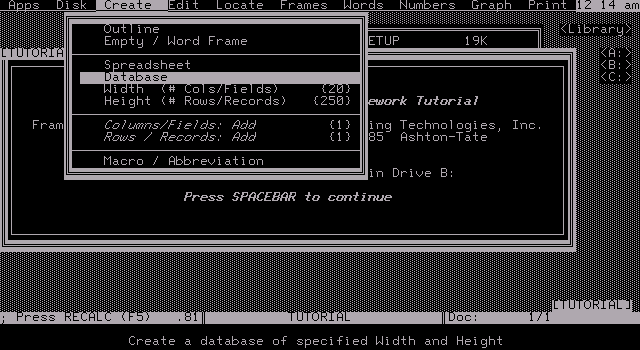 Apps Disk Create Edit Locate Frames Words Numbers Graph Print 12 14 am
Outline
Empty / Word Frame
ETUP 19K
<Library>
[TUTORIAL
Spreadsheet
<A:>
Database
<B:>
Width (# Cols/Fields) {20}
<C:>
Height (# Rows/Records) {250}
ework Tutorial
Columns/Fields: Add {1}
Fram
ing Technologies, Inc.
Rows / Records: Add {1}
85 Ashton-Tate
Macro / Abbreviation
in Drive B:
Press SPACEBAR to continue
[TUTORIAL]
; Press RECALC (F5) .81 TUTORIAL Doc: 1/1
Create a database of specified Width and Height